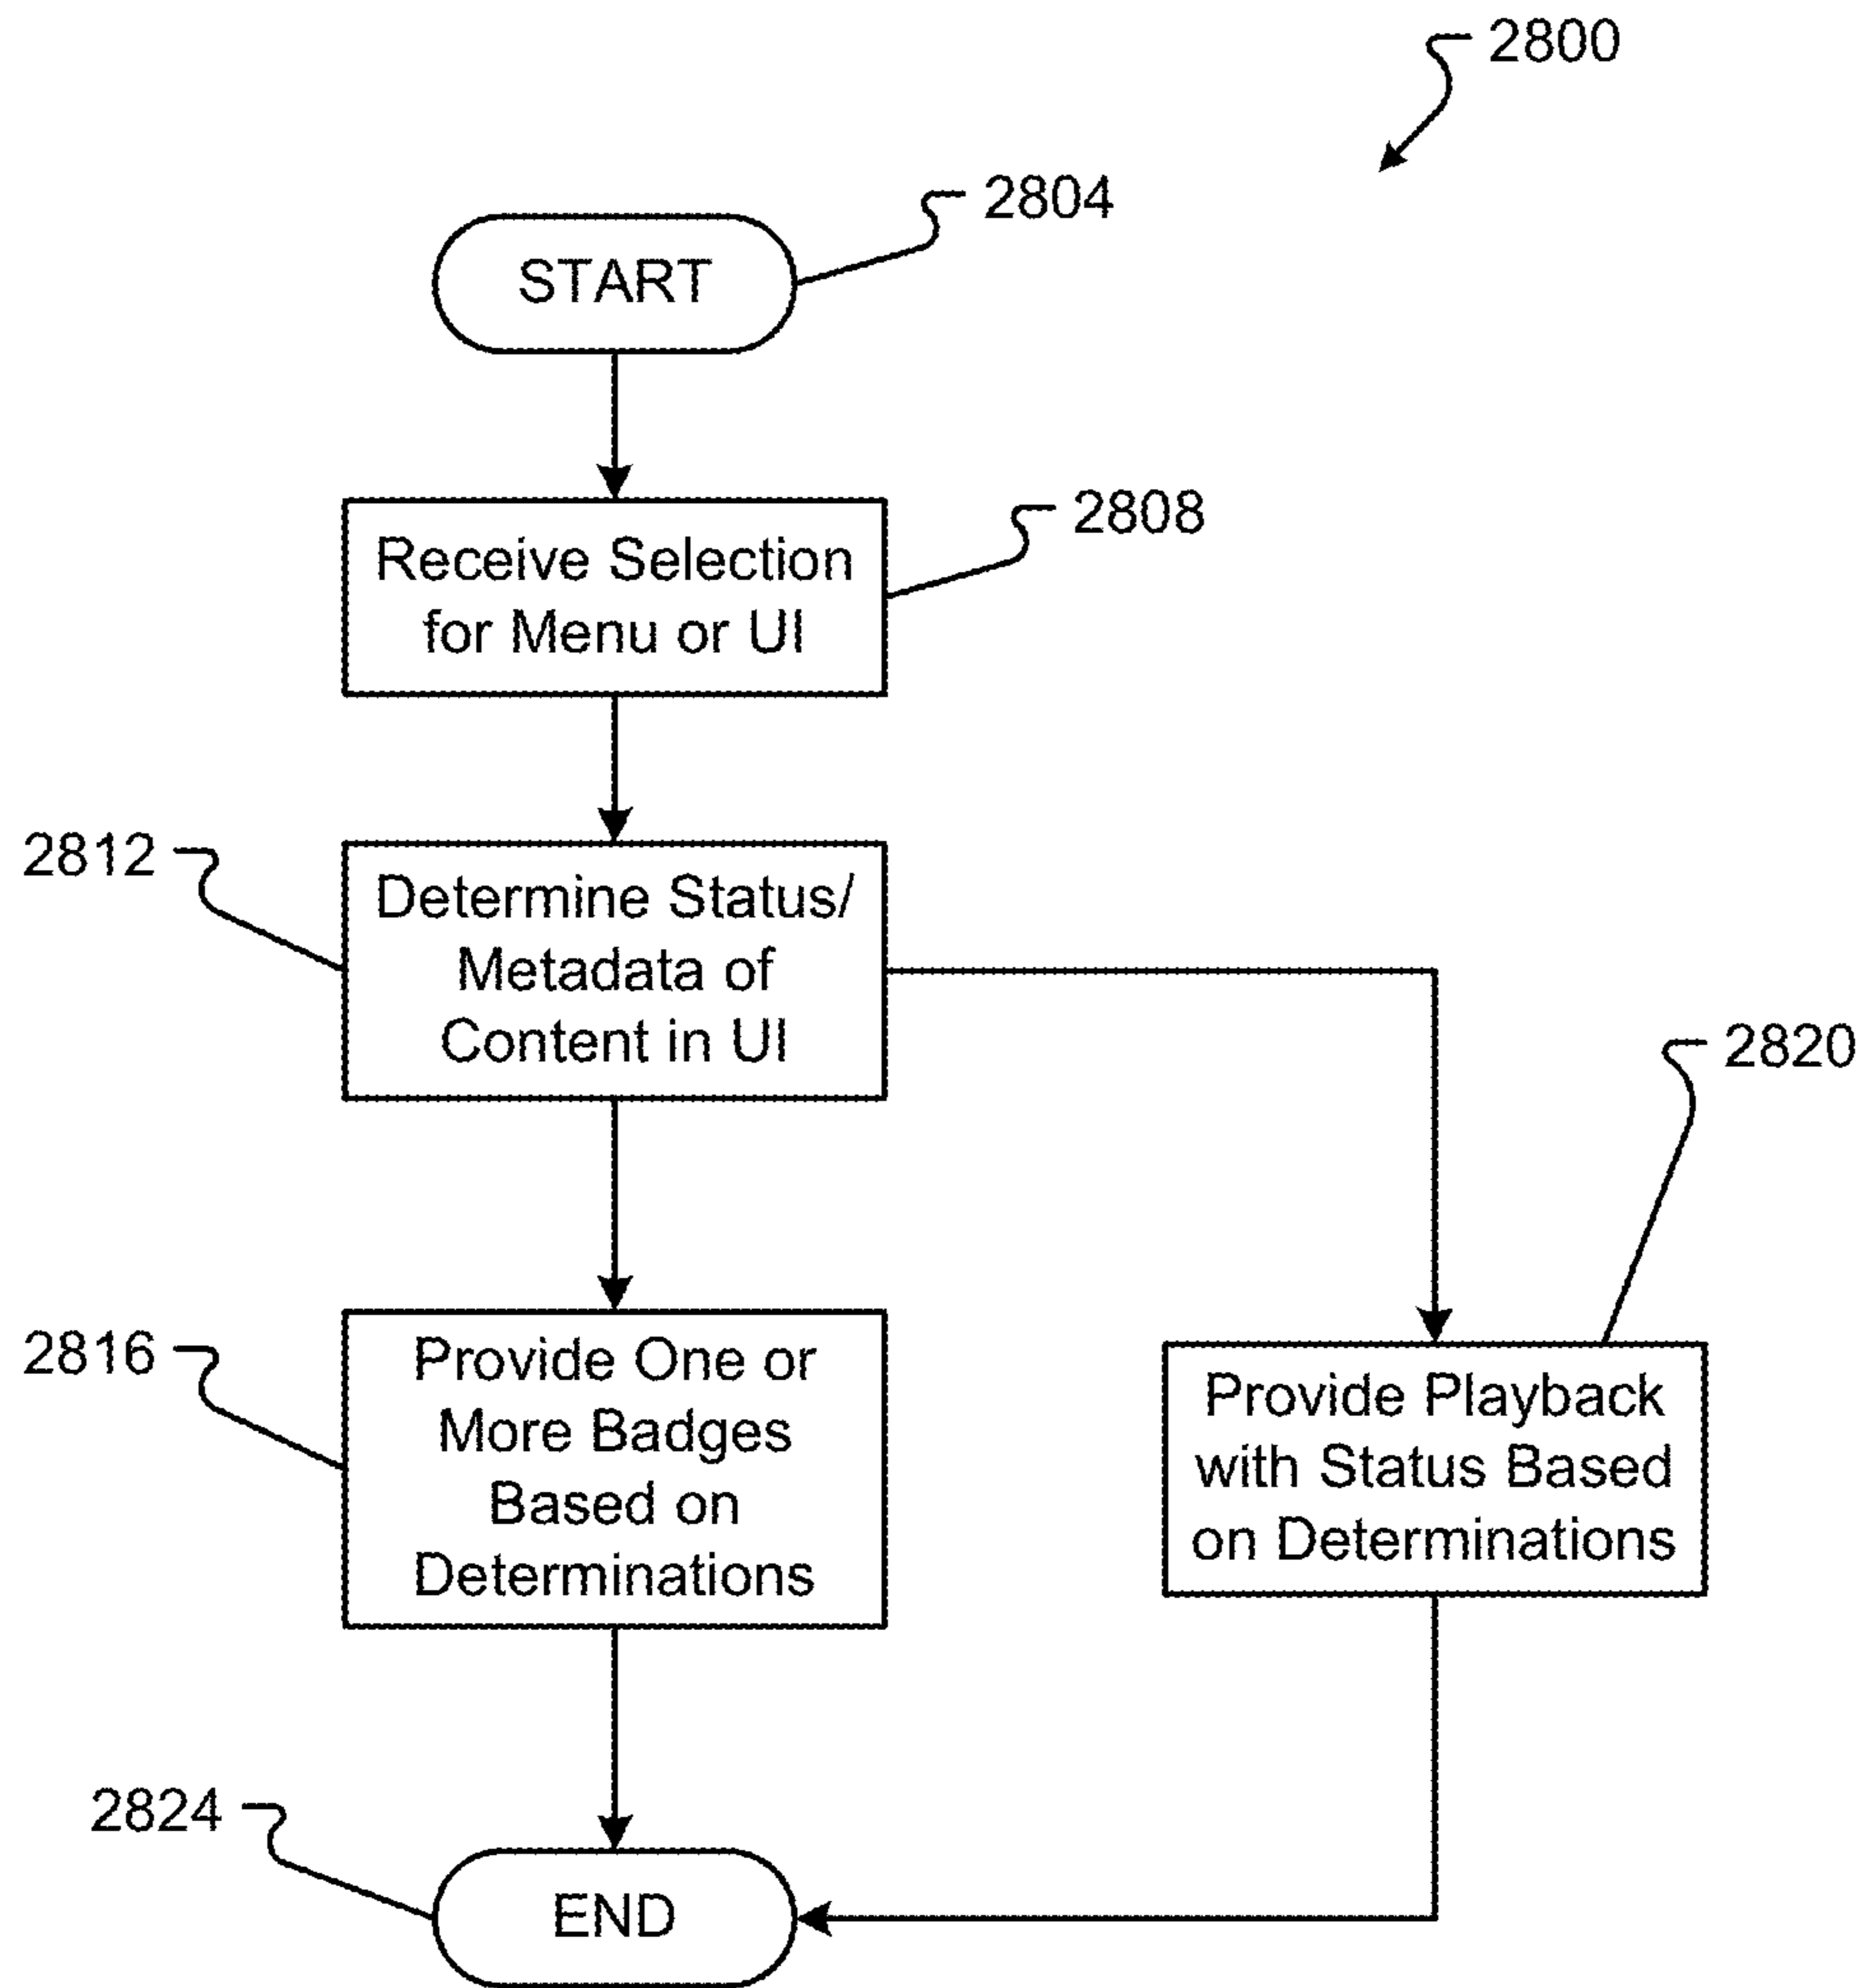 2800
2804
START
2808
Receive Selection
for Menu or UI
2812
Determine Status/
Metadata of
Content in UI
2820
2816
Provide One or
More Badges
Based on
Determinations
Provide Playback
with Status Based
on Determinations
2824
END